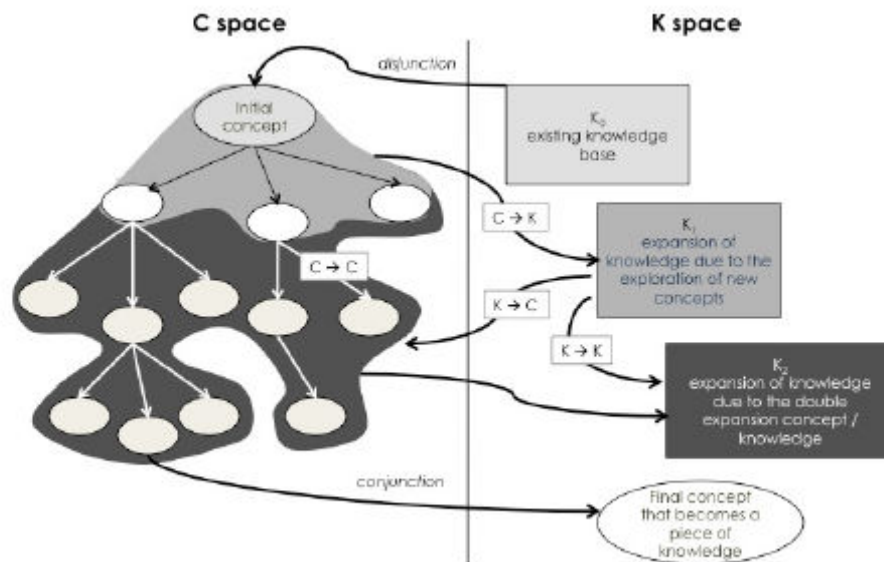 C space
K space
disjunction
Initial
concept
K₀
existing knowledge
base
C → K
K₁
expansion of
knowledge due to the
exploration of new
concepts
C → C
K → C
K → K
K₂
expansion of knowledge
due to the double
expansion concept /
knowledge
conjunction
Final concept
that becomes a
piece of
knowledge